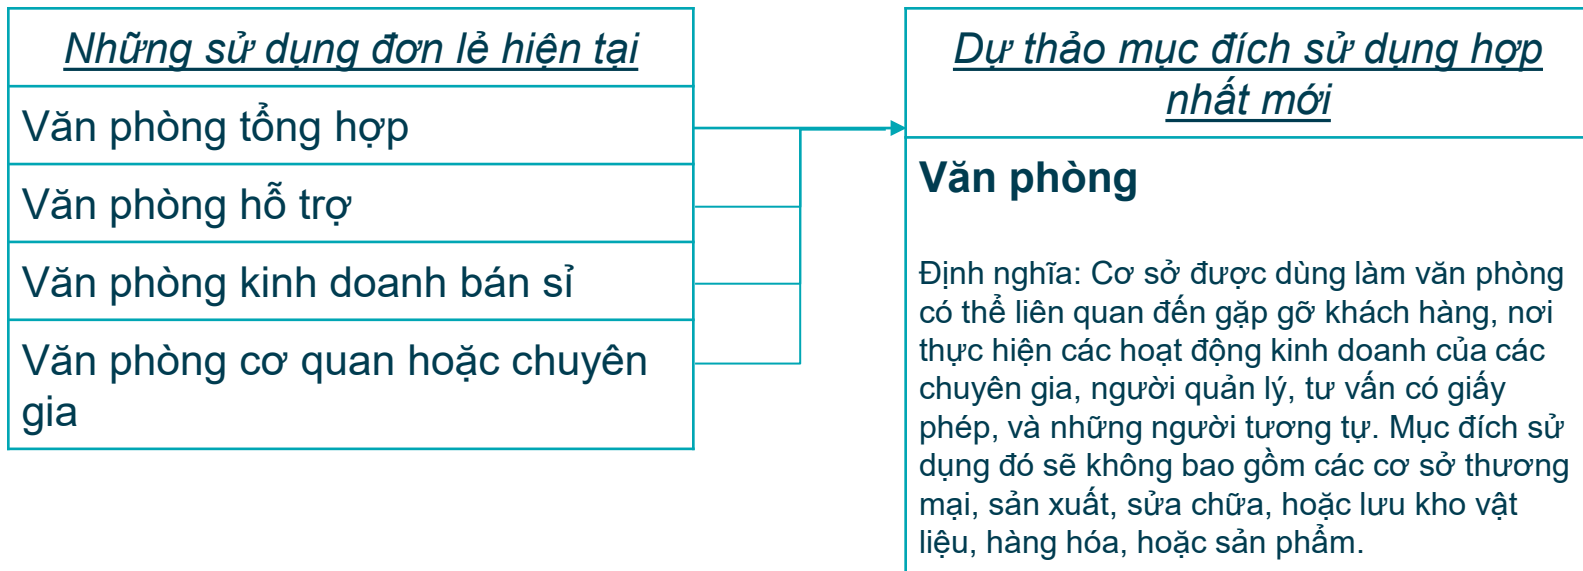 Những sử dụng đơn lẻ hiện tại
Văn phòng tổng hợp
Văn phòng hỗ trợ
Văn phòng kinh doanh bán sỉ
Văn phòng cơ quan hoặc chuyên
gia
Dự thảo mục đích sử dụng hợp
nhất mới
Văn phòng
Định nghĩa: Cơ sở được dùng làm văn phòng
có thể liên quan đến gặp gỡ khách hàng, nơi
thực hiện các hoạt động kinh doanh của các
chuyên gia, người quản lý, tư vấn có giấy
phép, và những người tương tự. Mục đích sử
dụng đó sẽ không bao gồm các cơ sở thương
mại, sản xuất, sửa chữa, hoặc lưu kho vật
liệu, hàng hóa, hoặc sản phẩm.